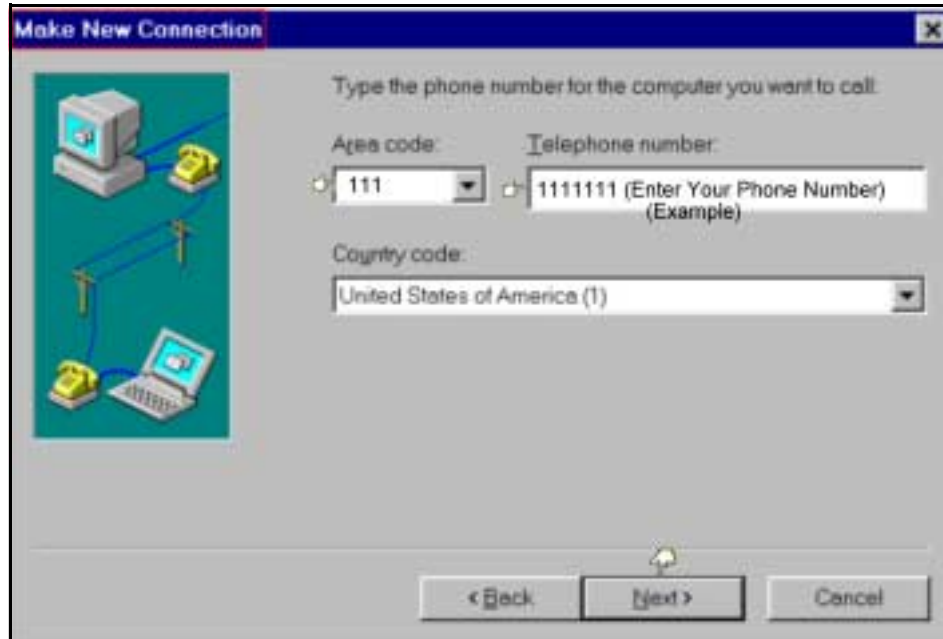 Make New Connection
Type the phone number for the computer you want to call:
Area code:
Telephone number:
111
1111111 (Enter Your Phone Number)
(Example)
Country code:
United States of America (1)
< Back
Next >
Cancel